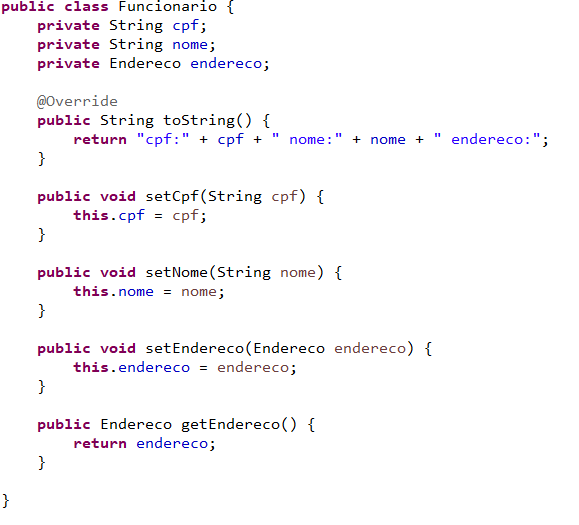 public class Funcionario {
    private String cpf;
    private String nome;
    private Endereco endereco;

    @Override
    public String toString() {
        return "cpf:" + cpf + " nome:" + nome + " endereco:";
    }

    public void setCpf(String cpf) {
        this.cpf = cpf;
    }

    public void setNome(String nome) {
        this.nome = nome;
    }

    public void setEndereco(Endereco endereco) {
        this.endereco = endereco;
    }

    public Endereco getEndereco() {
        return endereco;
    }

}